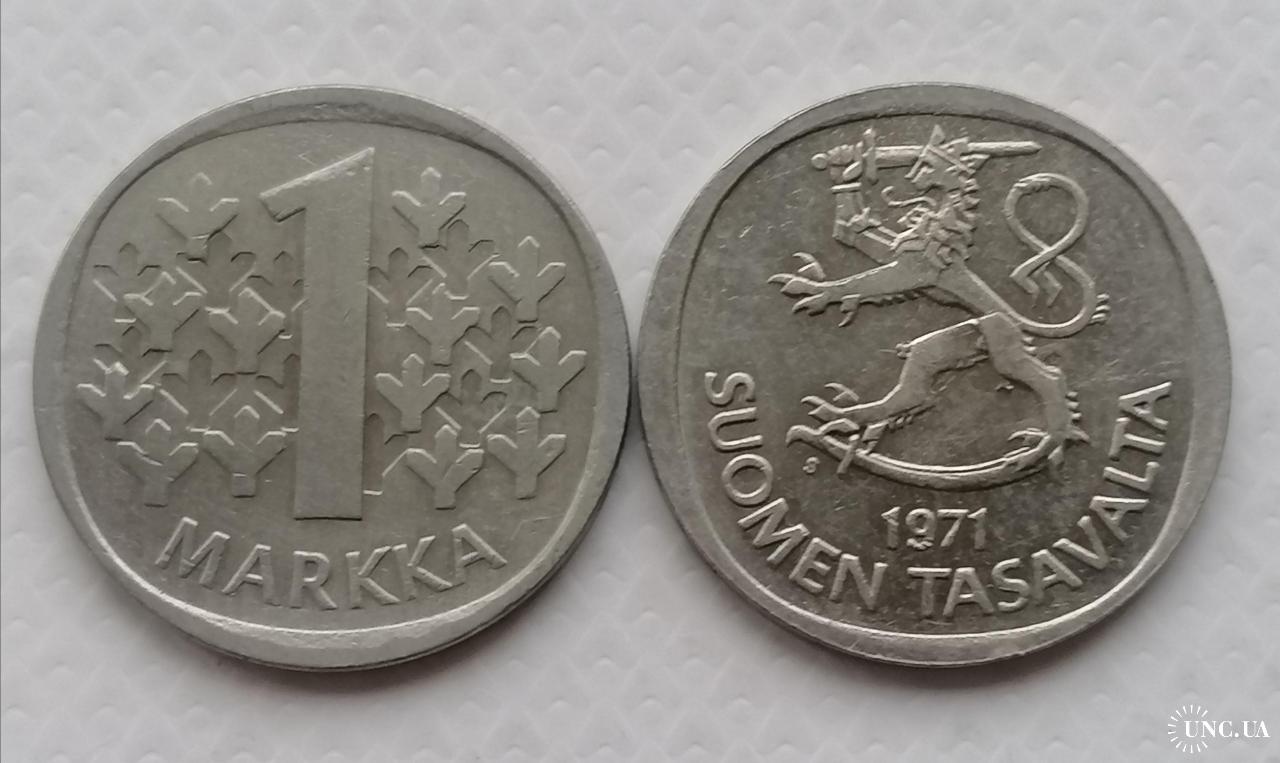 1
MARKKA
S
1971
SUOMEN TASAVALTA
UNC.UA